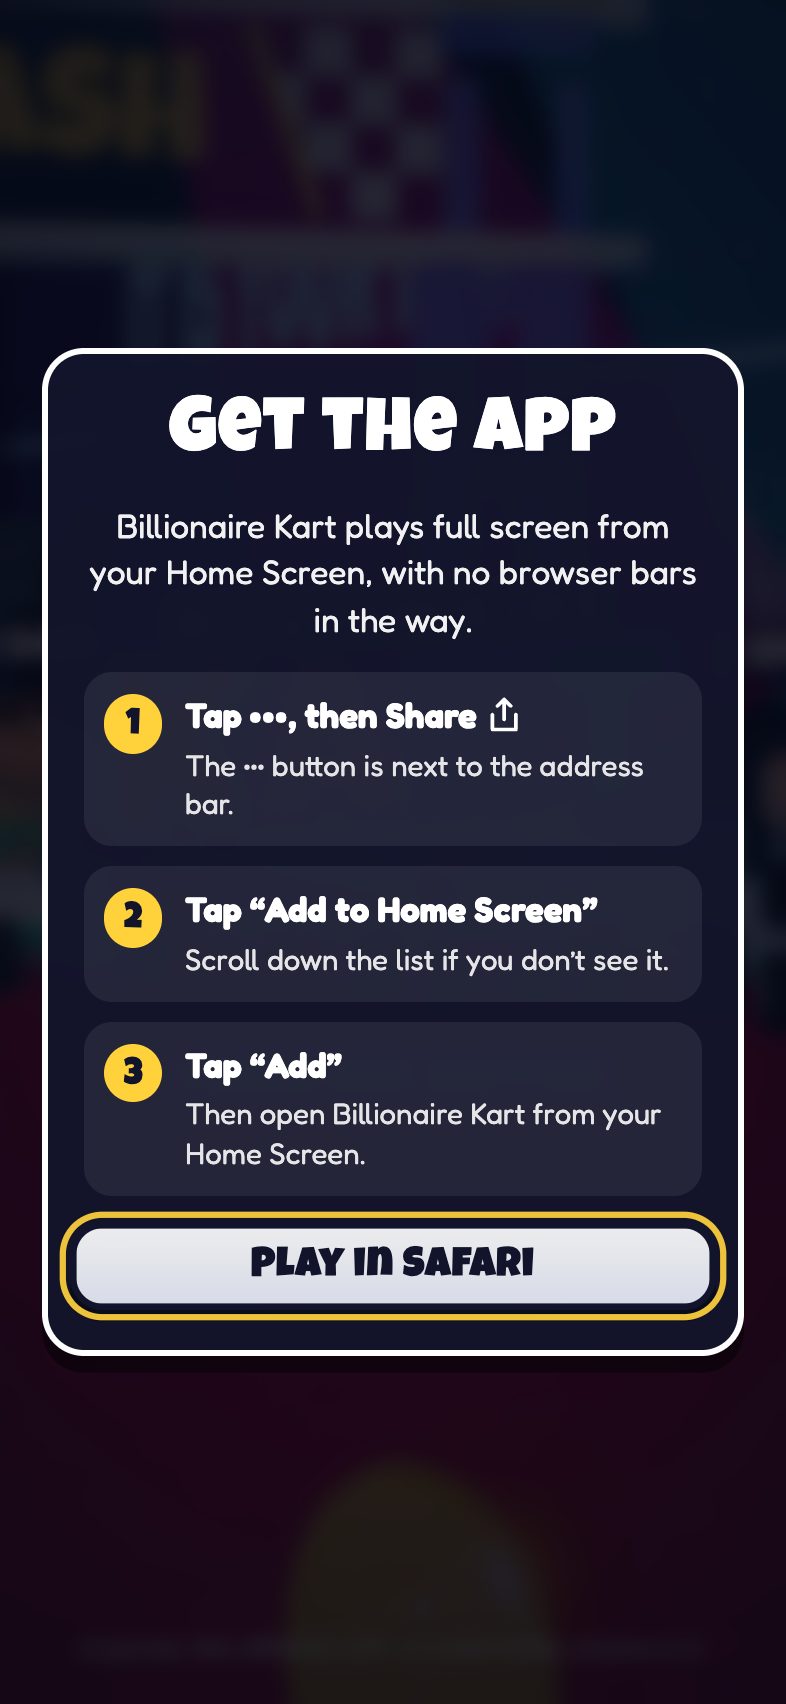 ASH
Get the App
Billionaire Kart plays full screen from
your Home Screen, with no browser bars
in the way.
1
Tap •••, then Share
The ••• button is next to the address
bar.
2
Tap “Add to Home Screen”
Scroll down the list if you don’t see it.
3
Tap “Add”
Then open Billionaire Kart from your
Home Screen.
Play in Safari